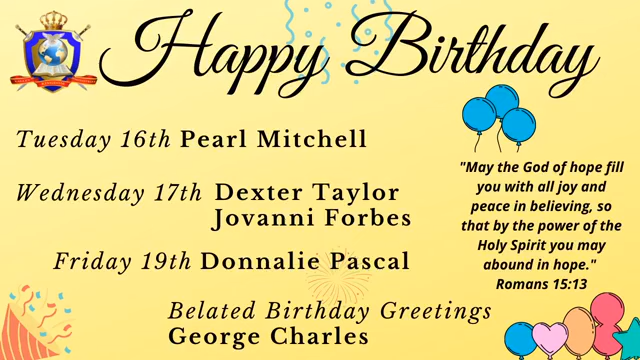 Happy Birthday
Tuesday 16th Pearl Mitchell
Wednesday 17th Dexter Taylor
Jovanni Forbes
Friday 19th Donnalie Pascal
Belated Birthday Greetings
George Charles
"May the God of hope fill
you with all joy and
peace in believing, so
that by the power of the
Holy Spirit you may
abound in hope."
Romans 15:13